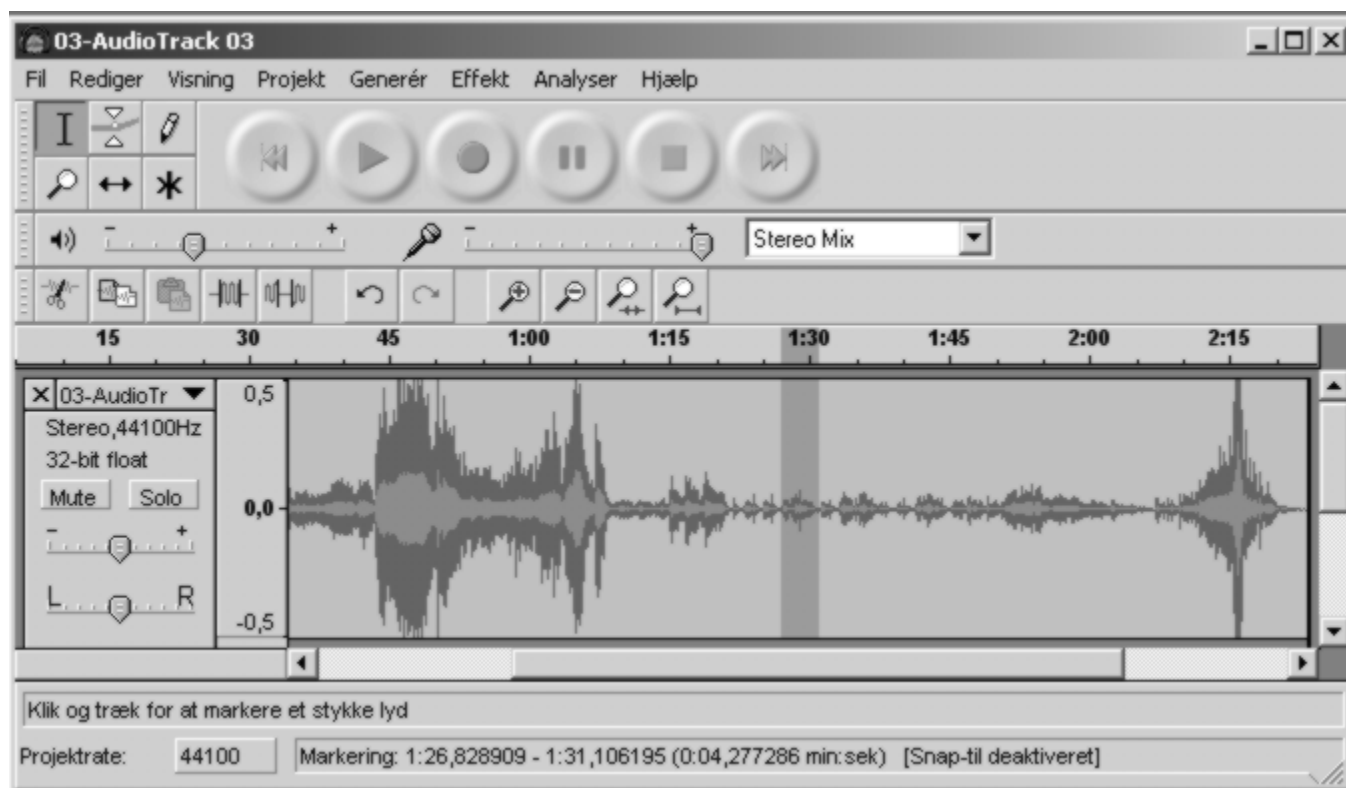 03-AudioTrack 03
Fil Rediger Visning Projekt Generér Effekt Analyser Hjælp
- + - + Stereo Mix
15 30 45 1:00 1:15 1:30 1:45 2:00 2:15
03-AudioTr 0,5
Stereo,44100Hz
32-bit float
Mute Solo 0,0
- +
L R
-0,5
Klik og træk for at markere et stykke lyd
Projektrate: 44100 Markering: 1:26,828909 - 1:31,106195 (0:04,277286 min:sek) [Snap-til deaktiveret]